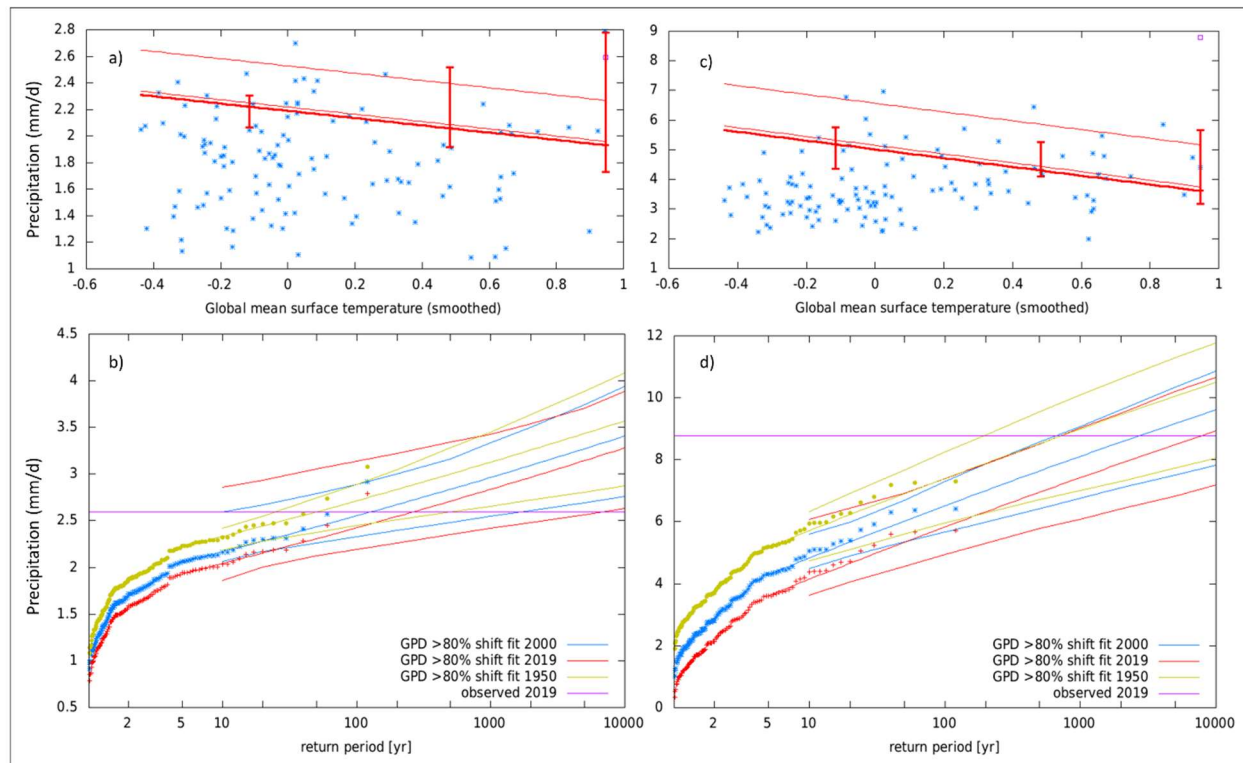 a)
Precipitation (mm/d)
2.8
2.6
2.4
2.2
2
1.8
1.6
1.4
1.2
1
-0.6 -0.4 -0.2 0 0.2 0.4 0.6 0.8 1
Global mean surface temperature (smoothed)
c)
9
8
7
6
5
4
3
2
1
-0.6 -0.4 -0.2 0 0.2 0.4 0.6 0.8 1
Global mean surface temperature (smoothed)
b)
Precipitation (mm/d)
4.5
4
3.5
3
2.5
2
1.5
1
0.5
GPD >80% shift fit 2000
GPD >80% shift fit 2019
GPD >80% shift fit 1950
observed 2019
2 5 10 100 1000 10000
return period [yr]
d)
12
10
8
6
4
2
0
GPD >80% shift fit 2000
GPD >80% shift fit 2019
GPD >80% shift fit 1950
observed 2019
2 5 10 100 1000 10000
return period [yr]